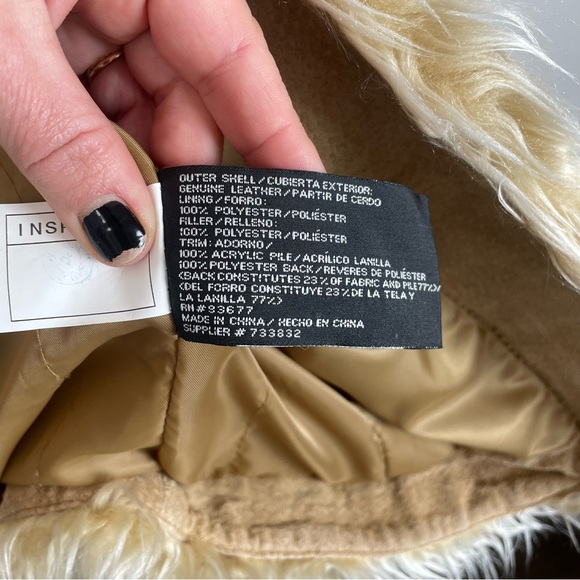 INSP
OUTER SHELL/CUBIERTA EXTERIOR:
GENUINE LEATHER/PARTIR DE CERDO
LINING/FORRO:
100% POLYESTER/POLIÉSTER
FILLER/RELLENO:
100% POLYESTER/POLIÉSTER
TRIM:ADORNO/
100% ACRYLIC PILE/ACRÍLICO LANILLA
100%POLYESTER BACK/REVERES DE POLIÉSTER
<BACK CONSTITUTES 23% OF FABRIC AND PILE77%>/
<DEL FORRO CONSTITUYE 23%DE LA TELA Y
LA LANILLA 77%>
RN#93677
MADE IN CHINA/HECHO EN CHINA
SUPPLIER # 733832